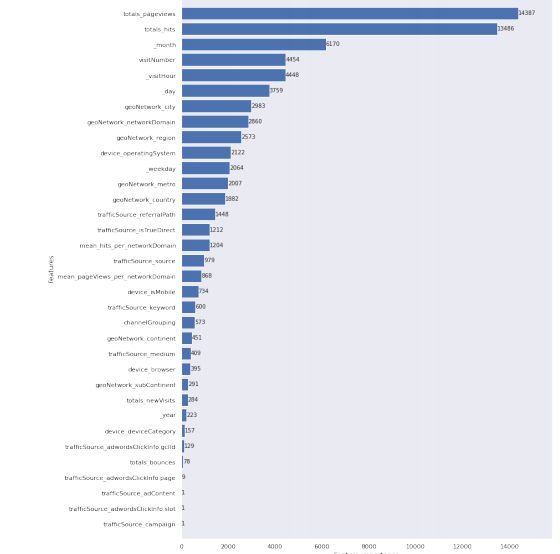 totals_pageviews 14387
totals_hits 13486
_month 6170
visitNumber 4454
_visitHour 4448
_day 3759
geoNetwork_city 2983
geoNetwork_networkDomain 2860
geoNetwork_region 2573
device_operatingSystem 2122
_weekday 2064
geoNetwork_metro 2007
geoNetwork_country 1882
trafficSource_referralPath 1448
trafficSource_isTrueDirect 1212
mean_hits_per_networkDomain 1204
trafficSource_source 979
Features
mean_pageViews_per_networkDomain 868
device_isMobile 734
trafficSource_keyword 600
channelGrouping 573
geoNetwork_continent 451
trafficSource_medium 409
device_browser 395
geoNetwork_subContinent 291
totals_newVisits 284
_year 223
device_deviceCategory 157
trafficSource_adwordsClickInfo.gclId 129
totals_bounces 78
trafficSource_adwordsClickInfo.page 9
trafficSource_adContent 1
trafficSource_adwordsClickInfo.slot 1
trafficSource_campaign 1
0 2000 4000 6000 8000 10000 12000 14000